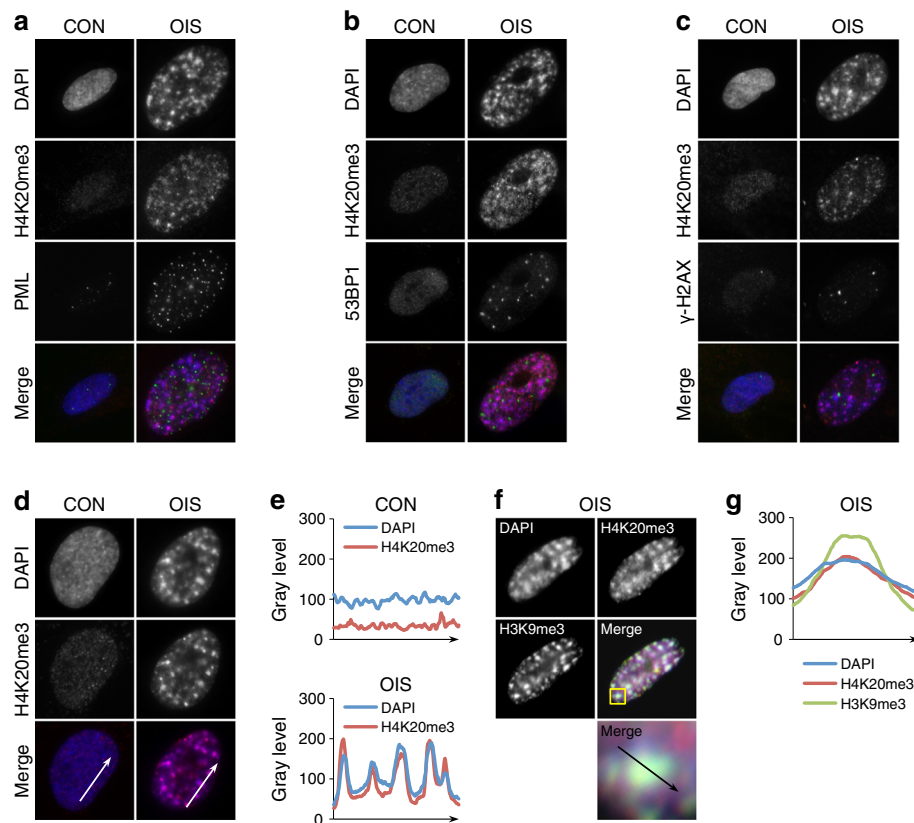 a
CON OIS
DAPI
H4K20me3
PML
Merge
b
CON OIS
DAPI
H4K20me3
53BP1
Merge
c
CON OIS
DAPI
H4K20me3
γ-H2AX
Merge
d
CON OIS
DAPI
H4K20me3
Merge
e
CON
300
200
100
0
Gray level
DAPI
H4K20me3
OIS
300
200
100
0
Gray level
DAPI
H4K20me3
f
OIS
DAPI
H4K20me3
H3K9me3
Merge
Merge
g
OIS
300
200
100
0
Gray level
DAPI
H4K20me3
H3K9me3